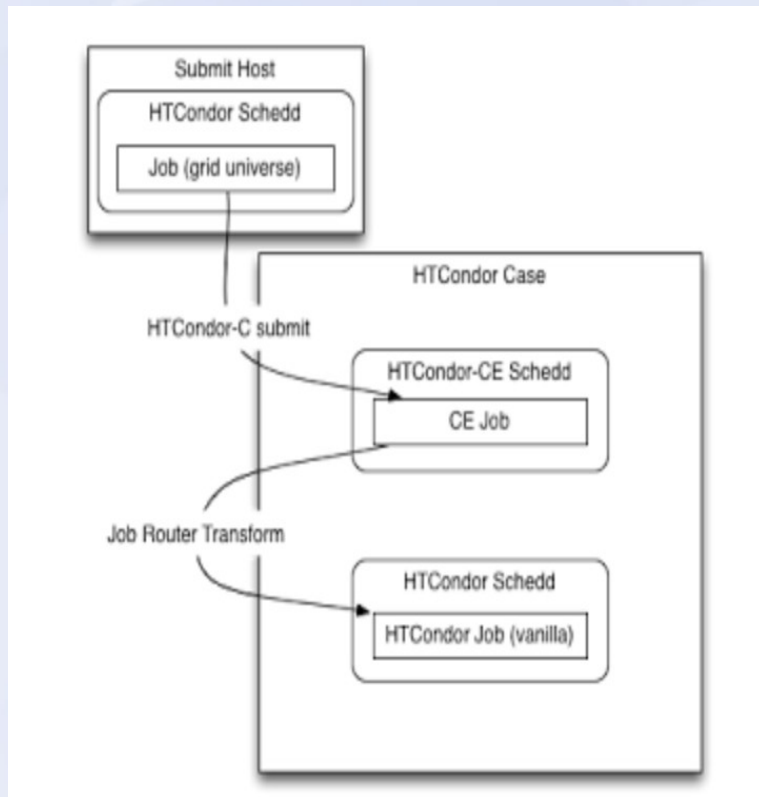 Submit Host
HTCondor Schedd
Job (grid universe)
HTCondor Case
HTCondor-C submit
HTCondor-CE Schedd
CE Job
Job Router Transform
HTCondor Schedd
HTCondor Job (vanilla)